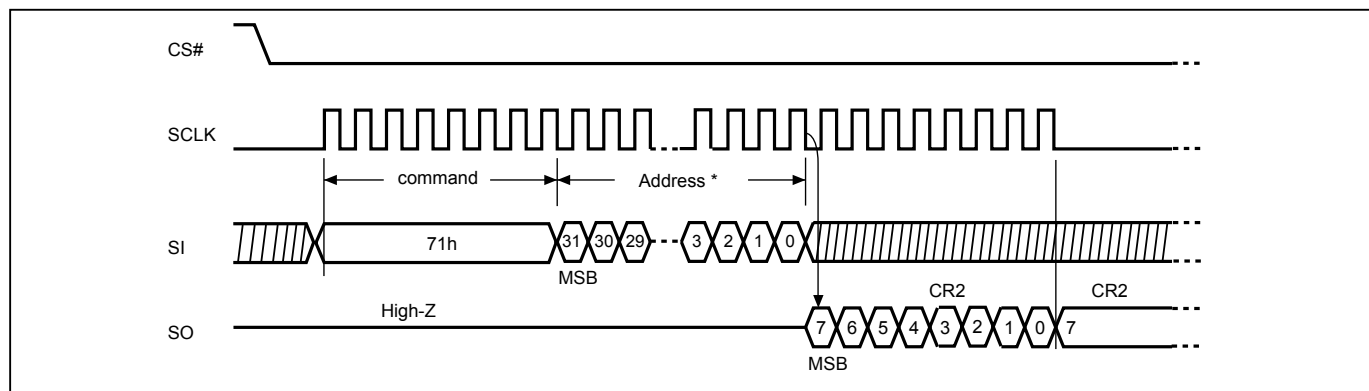 CS#
SCLK
command
Address *
SI
71h
31 30 29 3 2 1 0
MSB
High-Z
CR2 CR2
SO
7 6 5 4 3 2 1 0 7
MSB